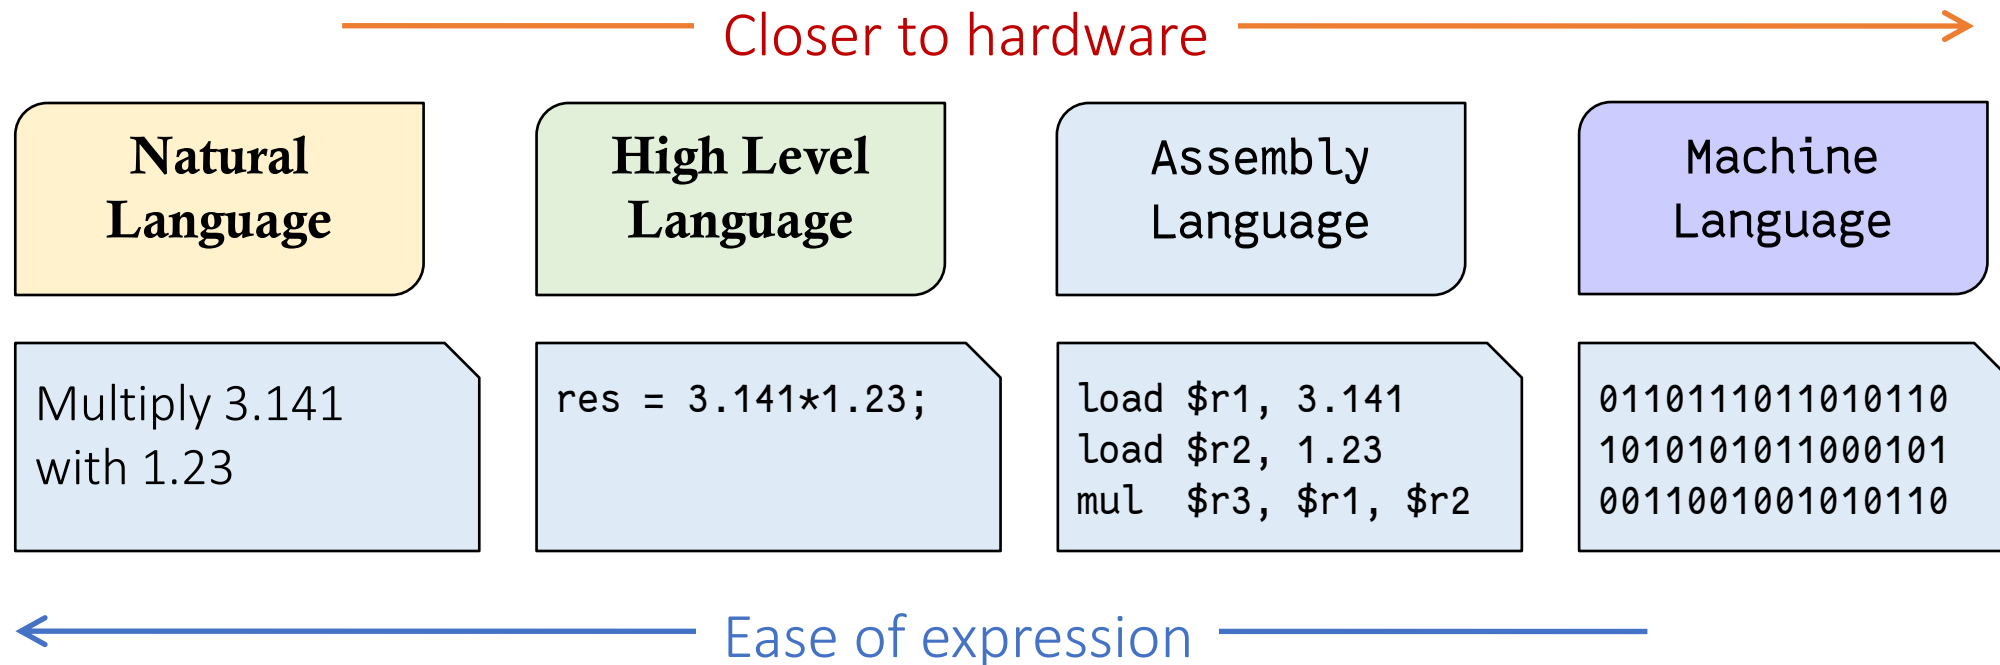 Closer to hardware
Natural
Language
High Level
Language
Assembly
Language
Machine
Language
Multiply 3.141
with 1.23
res = 3.141*1.23;
load $r1, 3.141
load $r2, 1.23
mul  $r3, $r1, $r2
0110111011010110
1010101011000101
0011001001010110
Ease of expression